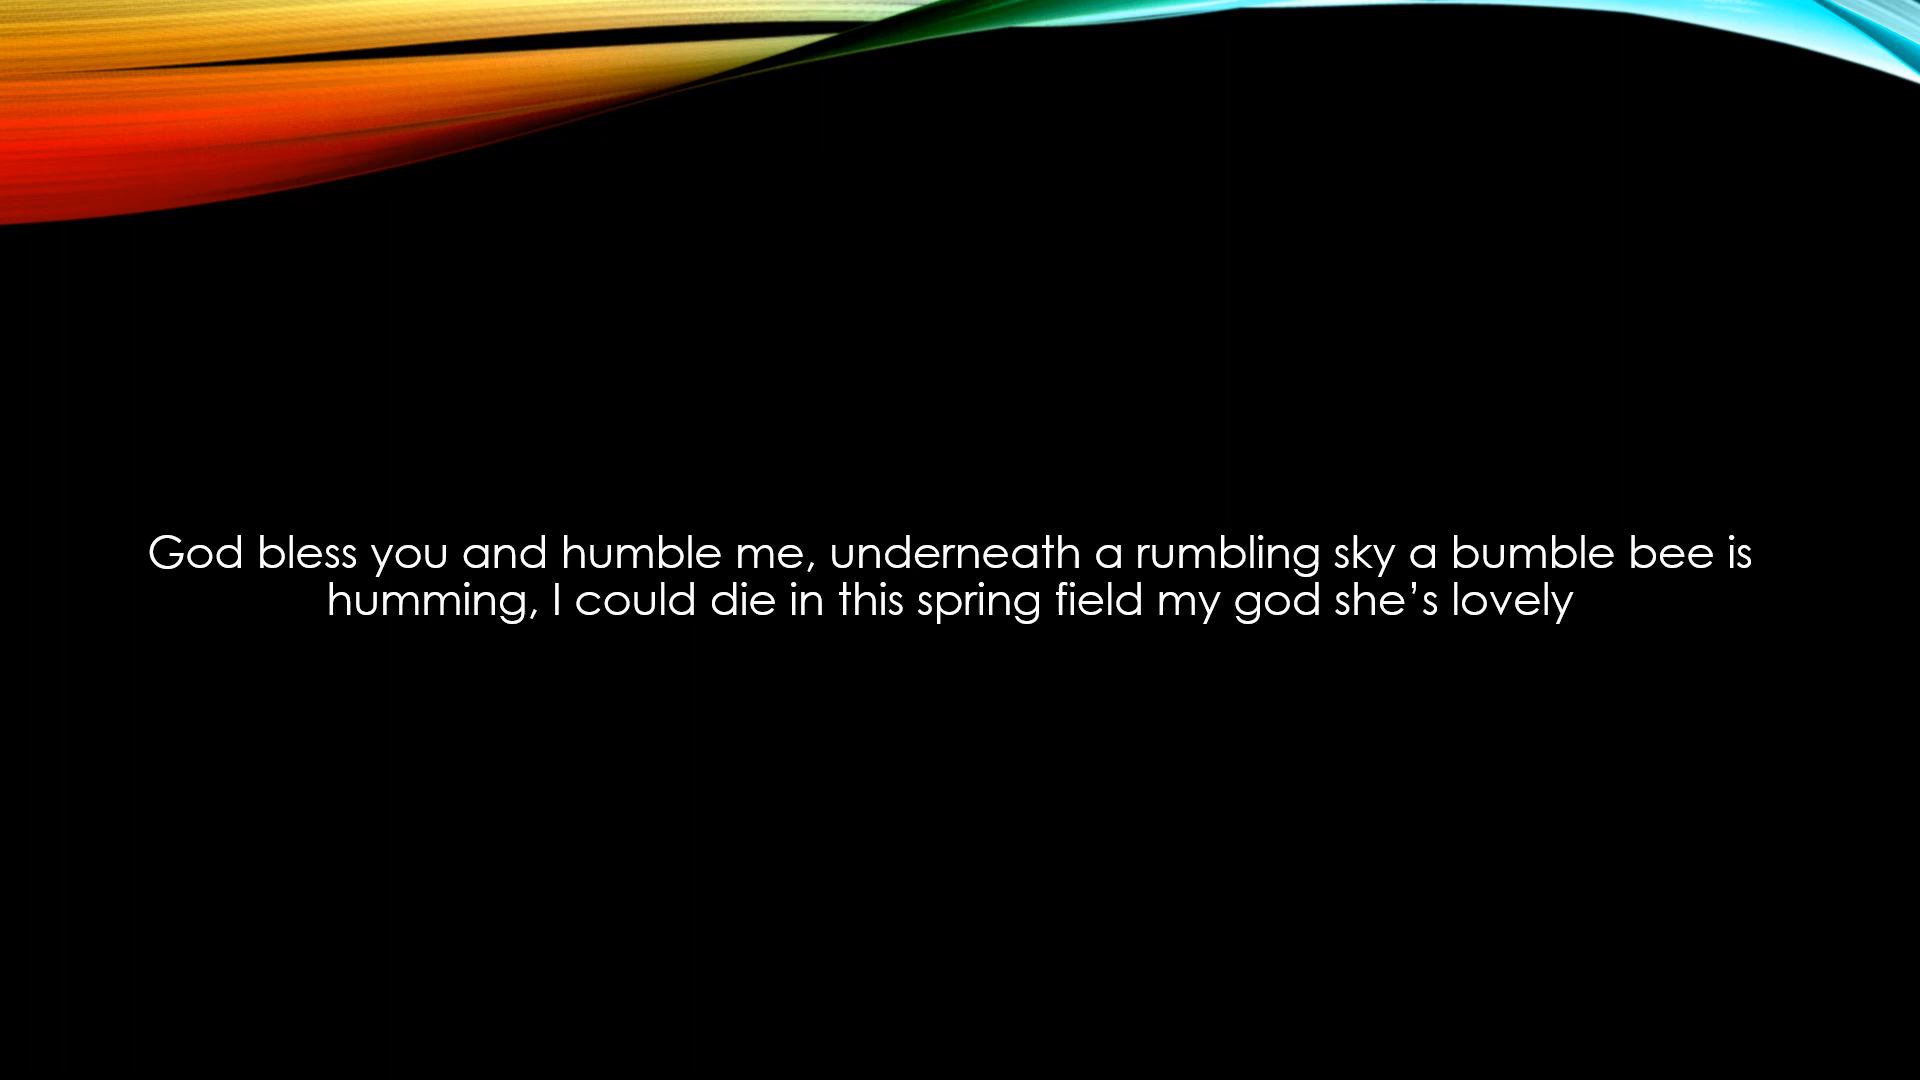 God bless you and humble me, underneath a rumbling sky a bumble bee is
humming, I could die in this spring field my god she’s lovely